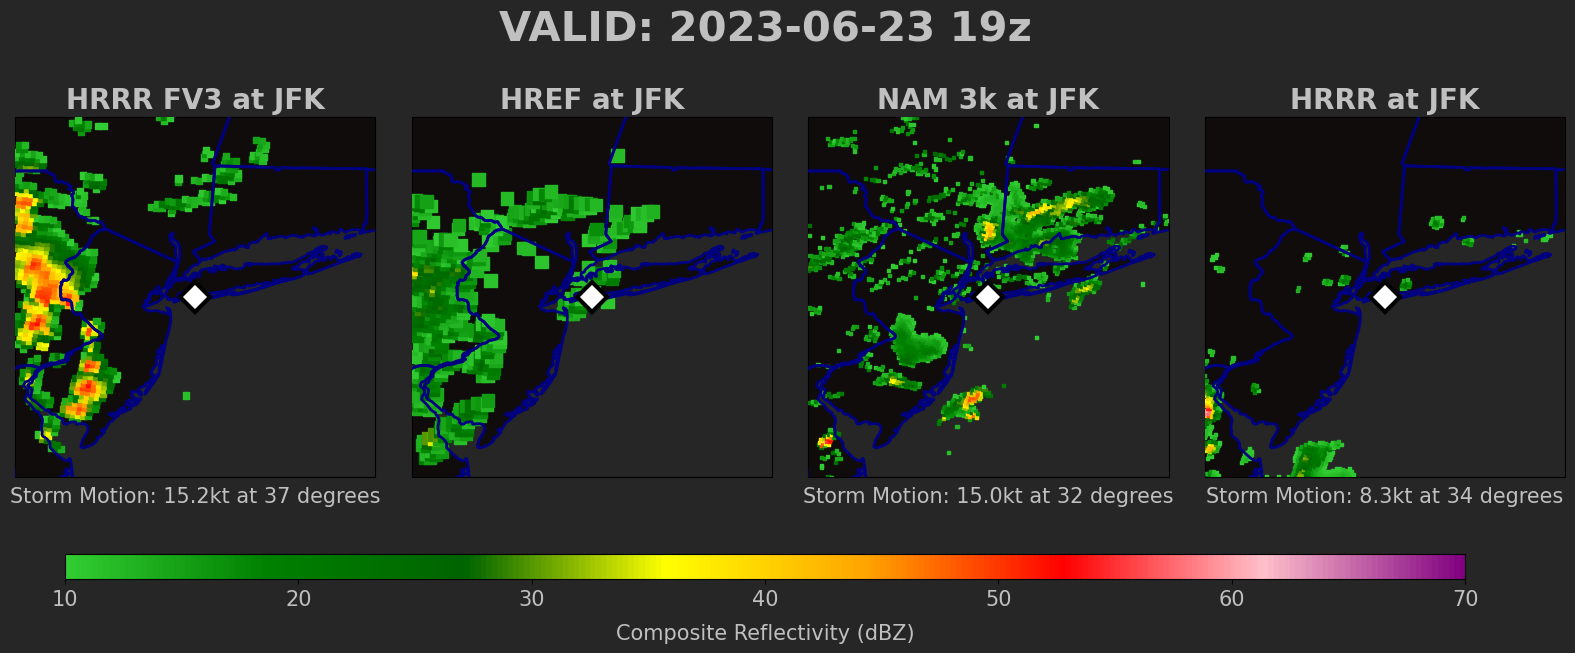 VALID: 2023-06-23 19z
HRRR FV3 at JFK
HREF at JFK
NAM 3k at JFK
HRRR at JFK
Storm Motion: 15.2kt at 37 degrees
Storm Motion: 15.0kt at 32 degrees
Storm Motion: 8.3kt at 34 degrees
10 20 30 40 50 60 70
Composite Reflectivity (dBZ)